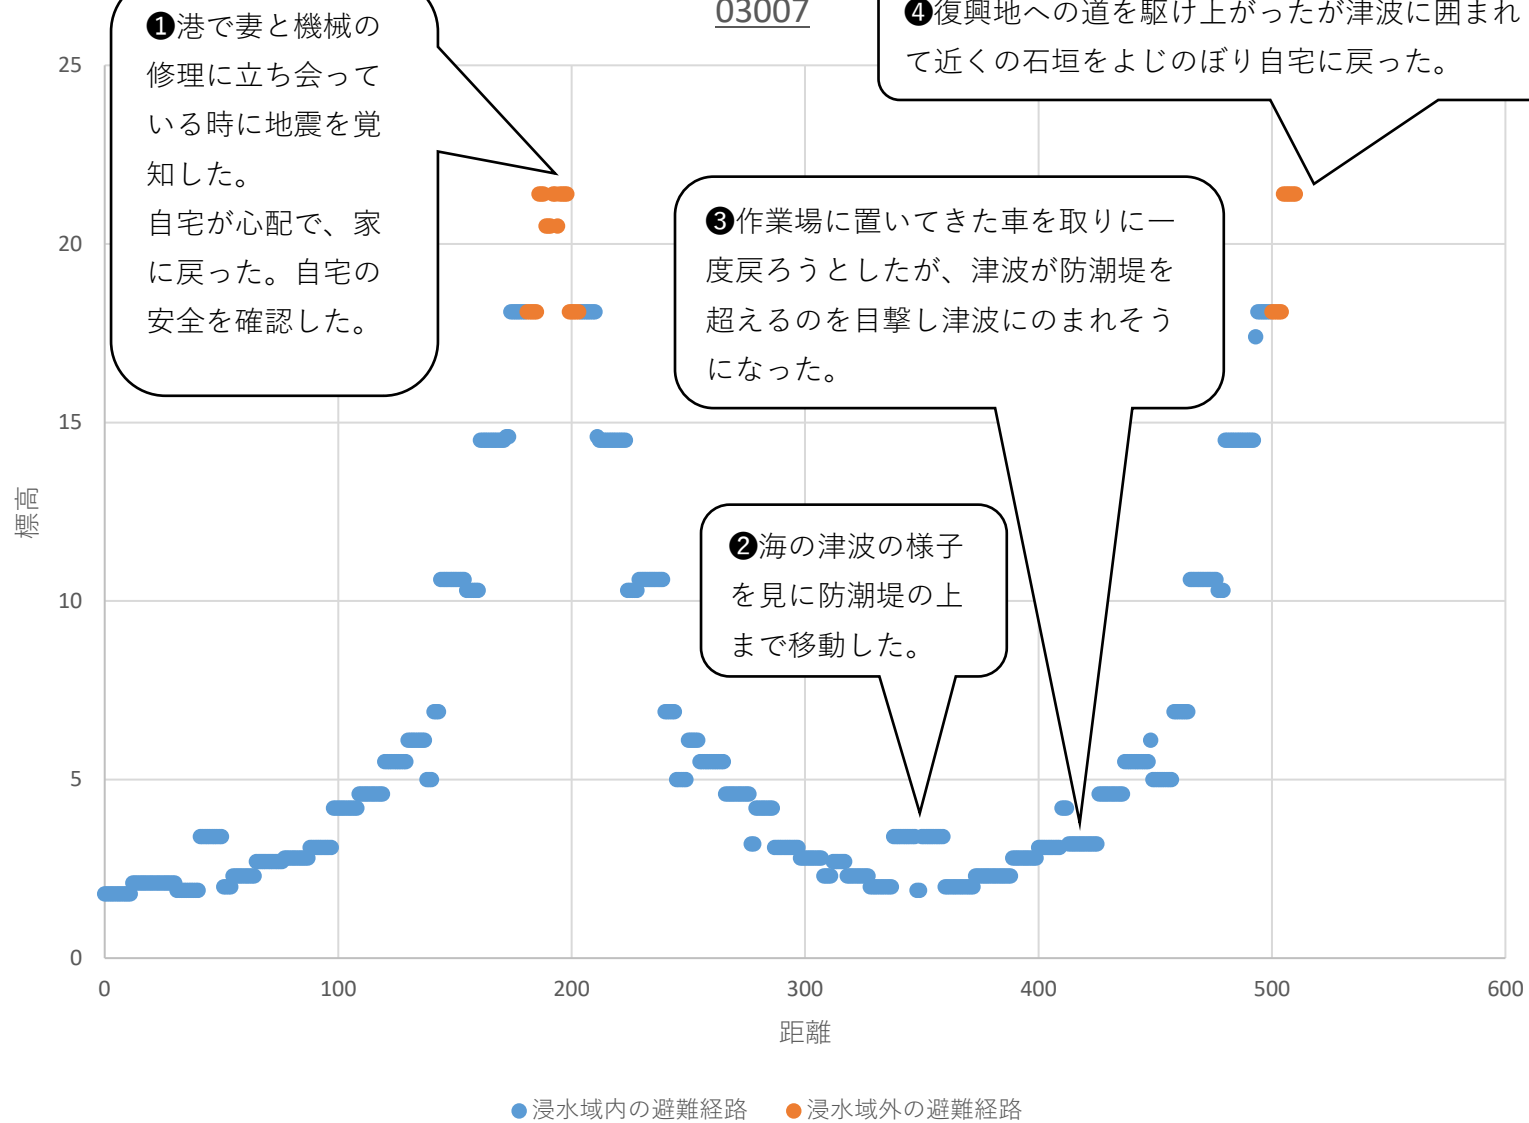 03007
❶港で妻と機械の
修理に立ち会って
いる時に地震を覚
知した。
自宅が心配で、家
に戻った。自宅の
安全を確認した。
❹復興地への道を駆け上がったが津波に囲まれ
て近くの石垣をよじのぼり自宅に戻った。
❸作業場に置いてきた車を取りに一
度戻ろうとしたが、津波が防潮堤を
超えるのを目撃し津波にのまれそう
になった。
❷海の津波の様子
を見に防潮堤の上
まで移動した。
標高
25
20
15
10
5
0
0 100 200 300 400 500 600
距離
浸水域内の避難経路 浸水域外の避難経路